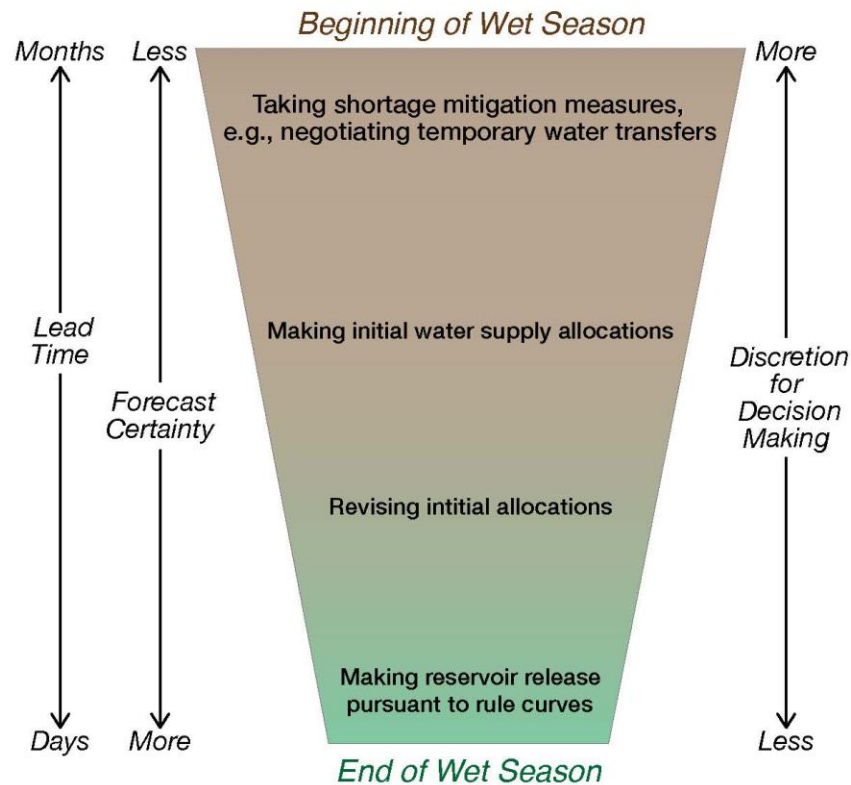 Beginning of Wet Season
Months
Less
More
Taking shortage mitigation measures,
e.g., negotiating temporary water transfers
Lead
Time
Making initial water supply allocations
Forecast
Certainty
Discretion
for
Decision
Making
Revising intitial allocations
Making reservoir release
pursuant to rule curves
Days
More
Less
End of Wet Season